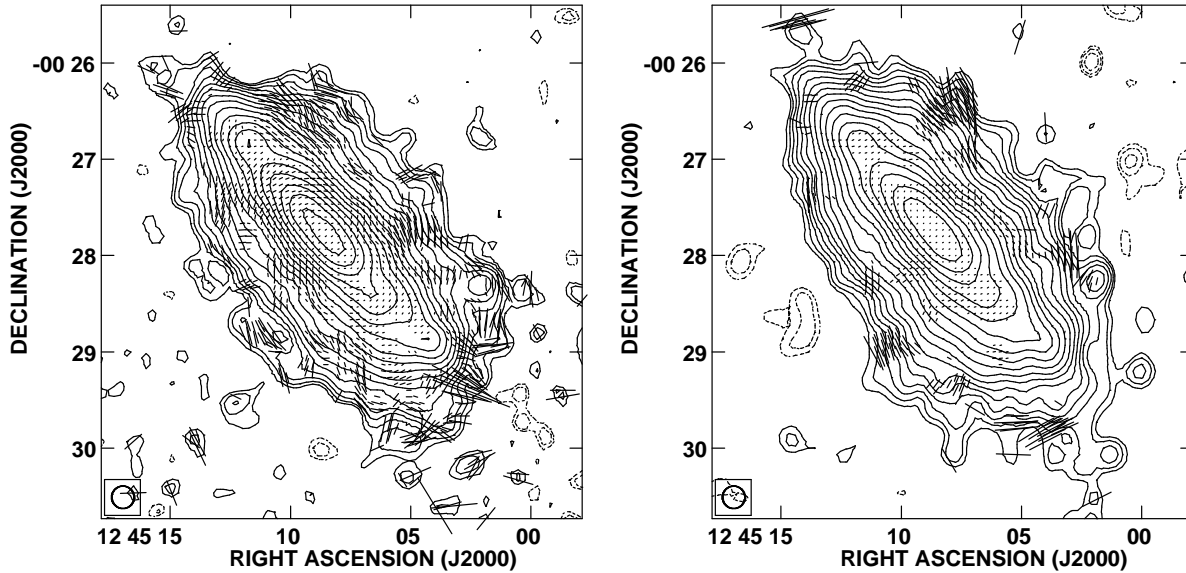 DECLINATION (J2000)
-00 26
27
28
29
30
12 45 15
10
05
00
RIGHT ASCENSION (J2000)
DECLINATION (J2000)
-00 26
27
28
29
30
12 45 15
10
05
00
RIGHT ASCENSION (J2000)